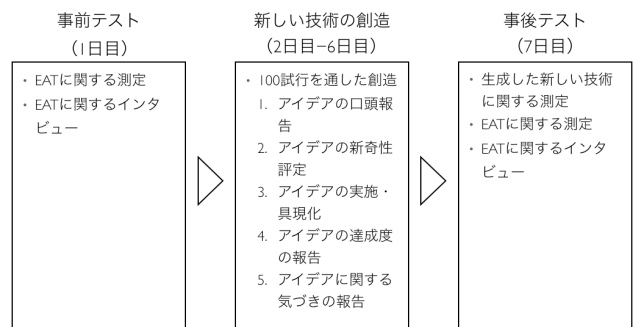 事前テスト
(1日目)
・EATに関する測定
・EATに関するインタ
ビュー
新しい技術の創造
(2日目–6日目)
・100試行を通した創造
1. アイデアの口頭報
告
2. アイデアの新奇性
評定
3. アイデアの実施・
具現化
4. アイデアの達成度
の報告
5. アイデアに関する
気づきの報告
事後テスト
(7日目)
・生成した新しい技術
に関する測定
・EATに関する測定
・EATに関するインタ
ビュー